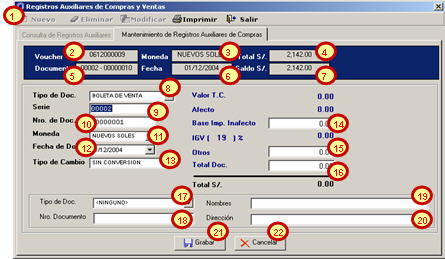 Registros Auxiliares de Compras y Ventas
1 Nuevo Eliminar Modificar Imprimir Salir
Consulta de Registros Auxiliares Mantenimiento de Registros Auxiliares de Compras
2 3 4
Voucher 0612000009 Moneda NUEVOS SOLES Total S/. 2,142.00
Documento 00002 - 00000010 Fecha 01/12/2004 Saldo S/. 2,142.00
5 6 7
Tipo de Doc. BOLETA DE VENTA 8 Valor T.C. 0.00
Serie 00002 9 Afecto 0.00
Nro. de Doc. 10 0000001 Base Imp. Inafecto 0.00 14
Moneda NUEVOS SOLES 11 IGV ( 19 ) % 0.00
Fecha de Doc. 12 /12/2004 Otros 0.00 15
Tipo de Cambio SIN CONVERSION 13 Total Doc. 0.00 16
Total S/. 0.00
Tipo de Doc. <NINGUNO> 17 Nombres 19
Nro. Documento 18 Dirección 20
21 22
Grabar Cancelar